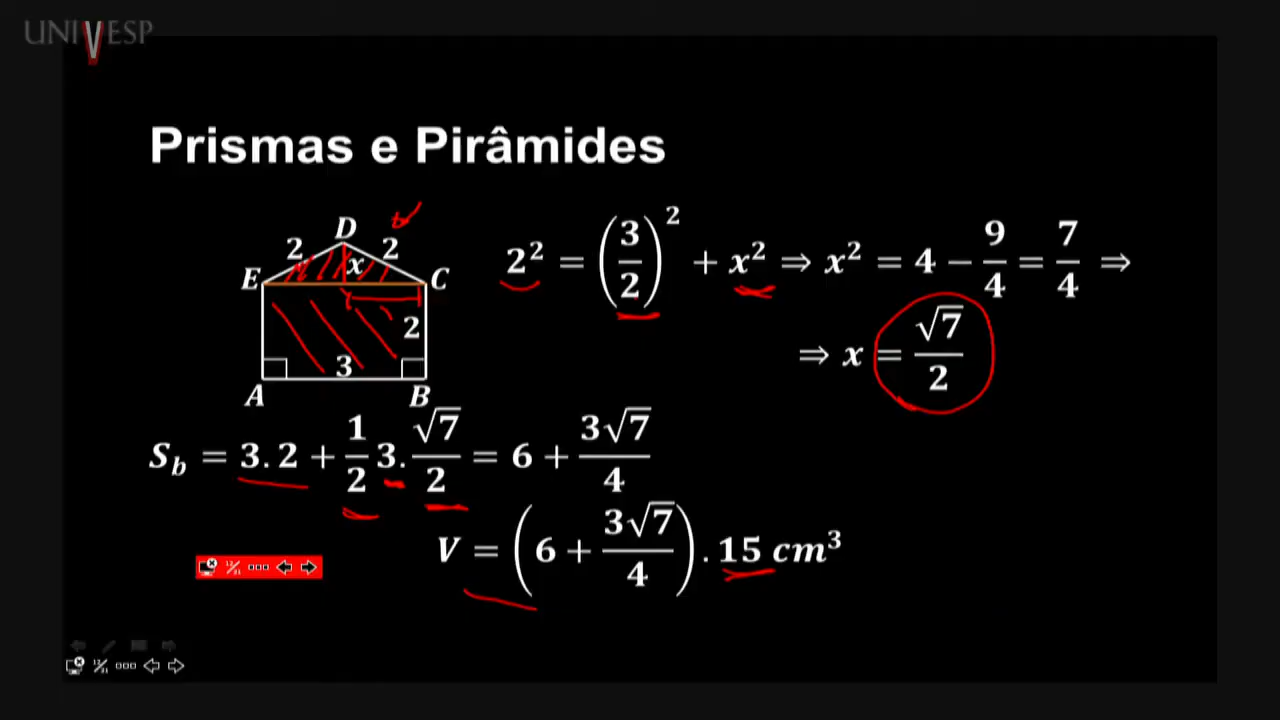 UNIVESP
Prismas e Pirâmides
D
2 2
x
E C
2
3
A B
2² = (3/2)² + x² ⇒ x² = 4 − 9/4 = 7/4 ⇒
⇒ x = √7/2
S_b = 3.2 + 1/2 3. √7/2 = 6 + 3√7/4
V = (6 + 3√7/4) . 15 cm³